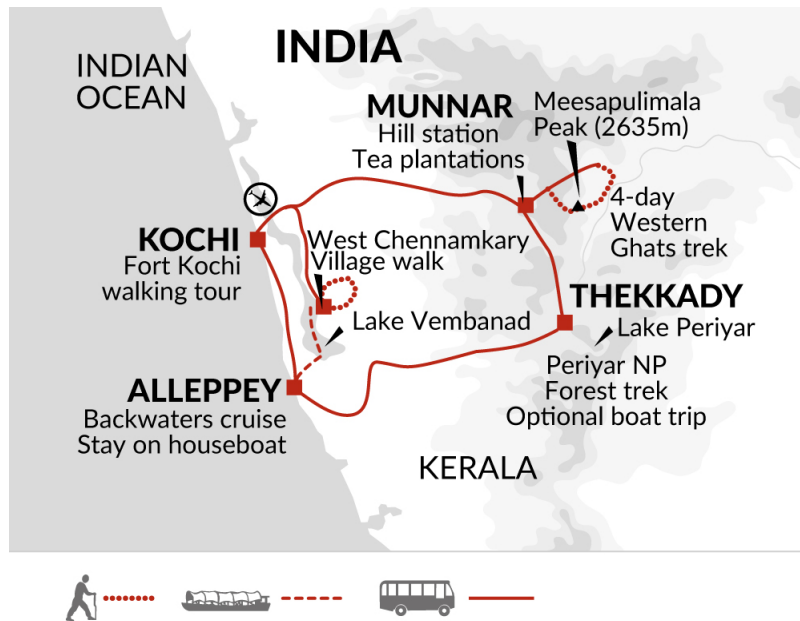 INDIA
INDIAN
OCEAN
MUNNAR
Hill station
Tea plantations
Meesapulimala
Peak (2635m)
4-day
Western
Ghats trek
KOCHI
Fort Kochi
walking tour
West Chennamkary
Village walk
THEKKADY
Lake Periyar
Lake Vembanad
Periyar NP
Forest trek
Optional boat trip
ALLEPPEY
Backwaters cruise
Stay on houseboat
KERALA